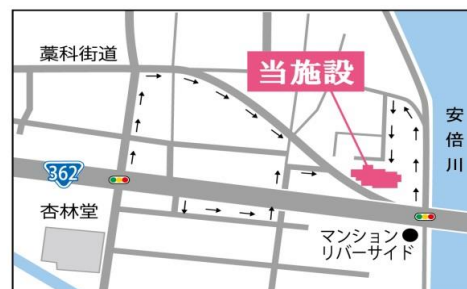 藁科街道
当施設
安倍川
362
杏林堂
マンション
リバーサイド